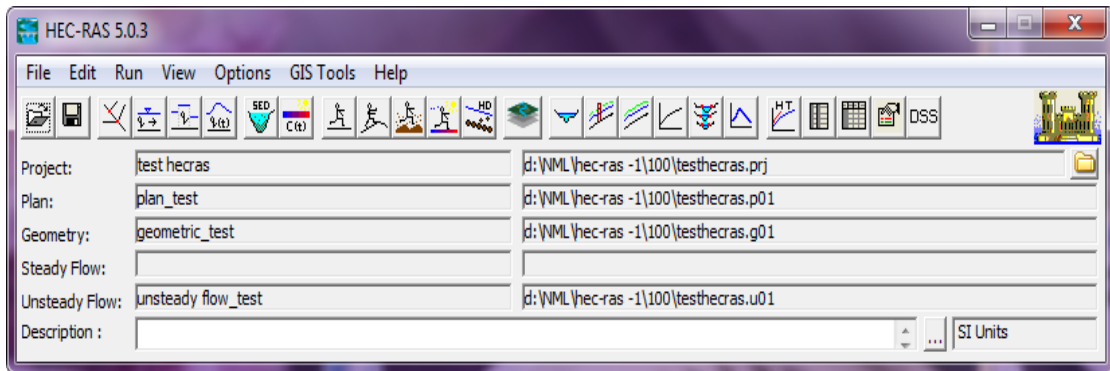 HEC-RAS 5.0.3
File Edit Run View Options GIS Tools Help
SED C(t) HD HT DSS
Project: test hecras d:\NML\hec-ras -1\100\testhecras.prj
Plan: plan_test d:\NML\hec-ras -1\100\testhecras.p01
Geometry: geometric_test d:\NML\hec-ras -1\100\testhecras.g01
Steady Flow:
Unsteady Flow: unsteady flow_test d:\NML\hec-ras -1\100\testhecras.u01
Description : ... SI Units